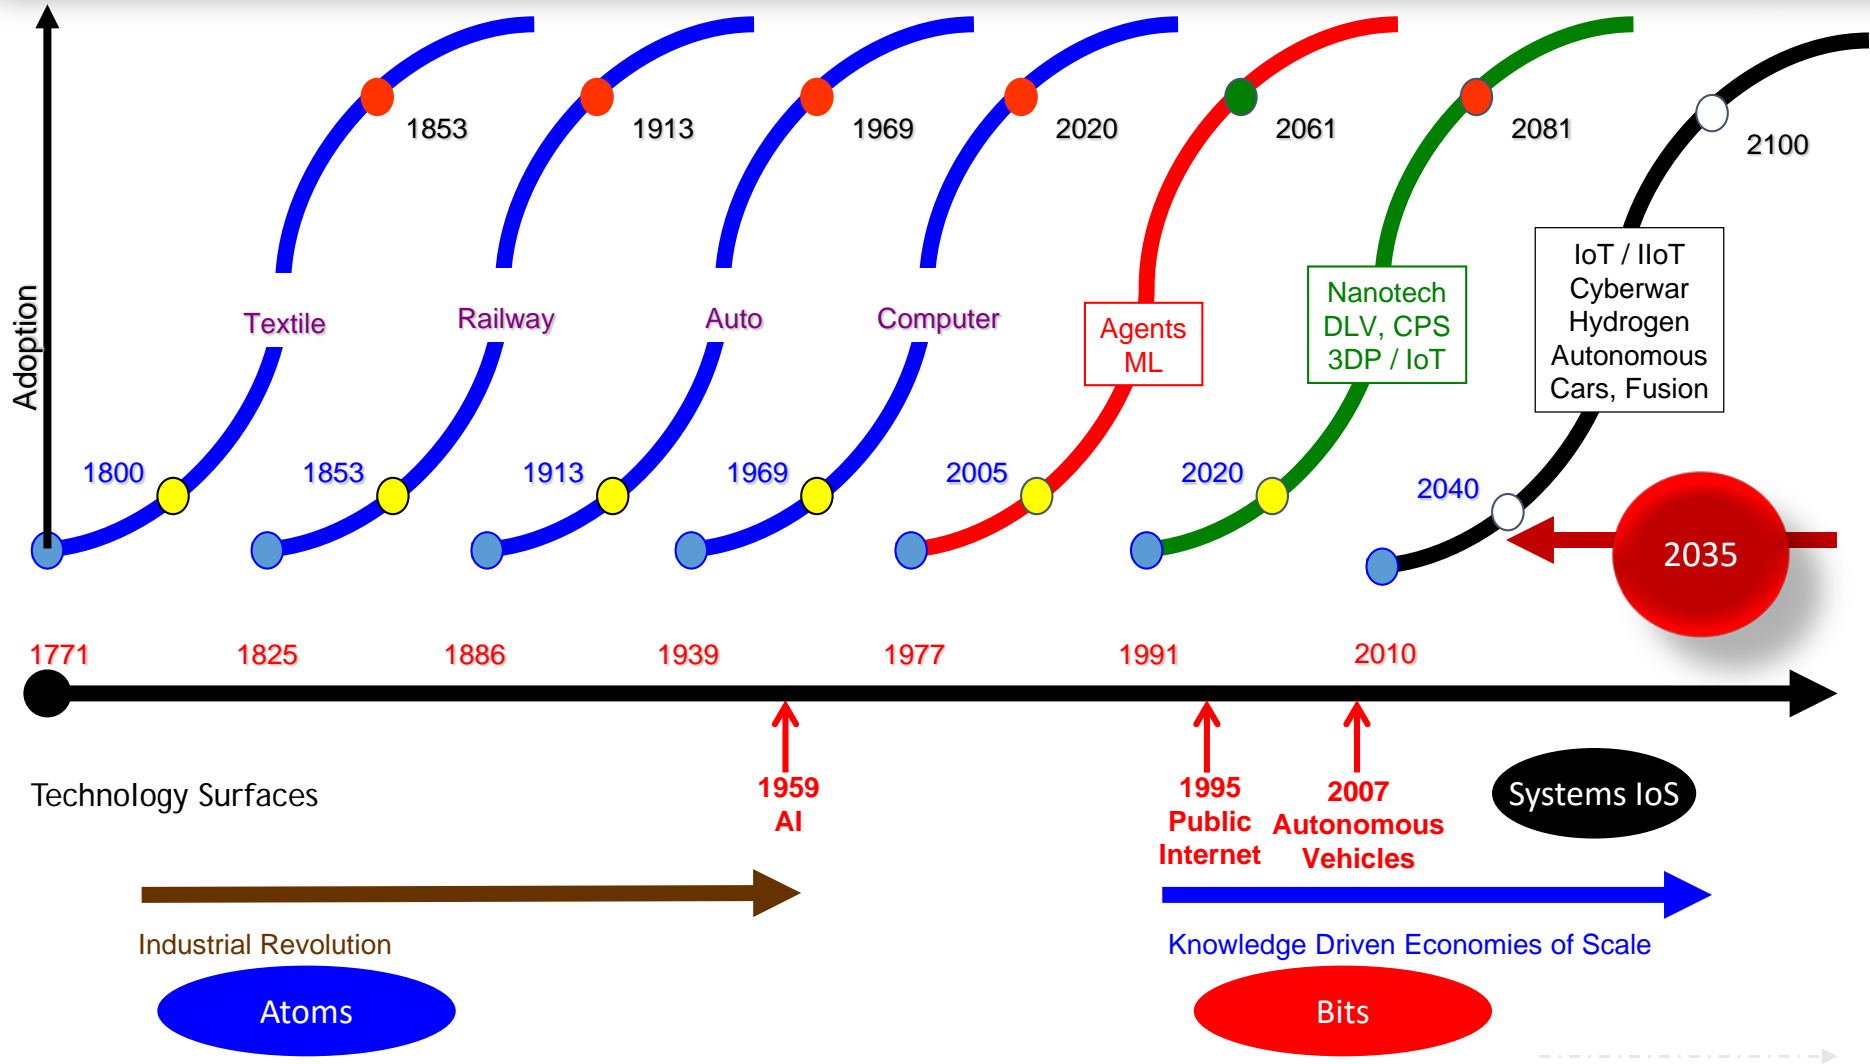 Adoption
1853
1913
1969
2020
2061
2081
2100
Textile
Railway
Auto
Computer
Agents
ML
Nanotech
DLV, CPS
3DP / IoT
IoT / IIoT
Cyberwar
Hydrogen
Autonomous
Cars, Fusion
1800
1853
1913
1969
2005
2020
2040
2035
1771
1825
1886
1939
1977
1991
2010
Technology Surfaces
1959
AI
1995
Public
Internet
2007
Autonomous
Vehicles
Systems IoS
Industrial Revolution
Knowledge Driven Economies of Scale
Atoms
Bits